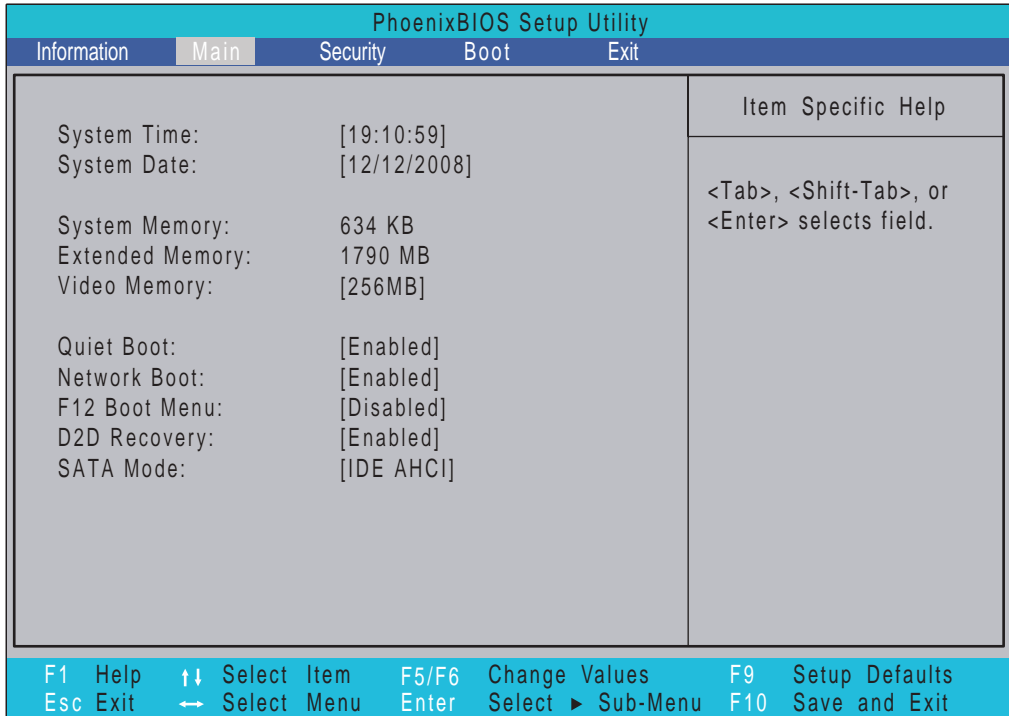 PhoenixBIOS Setup Utility
Information Main Security Boot Exit
System Time: [19:10:59]
System Date: [12/12/2008]
System Memory: 634 KB
Extended Memory: 1790 MB
Video Memory: [256MB]
Quiet Boot: [Enabled]
Network Boot: [Enabled]
F12 Boot Menu: [Disabled]
D2D Recovery: [Enabled]
SATA Mode: [IDE AHCI]
Item Specific Help
<Tab>, <Shift-Tab>, or
<Enter> selects field.
F1 Help ↑↓ Select Item F5/F6 Change Values F9 Setup Defaults
Esc Exit ↔ Select Menu Enter Select ► Sub-Menu F10 Save and Exit